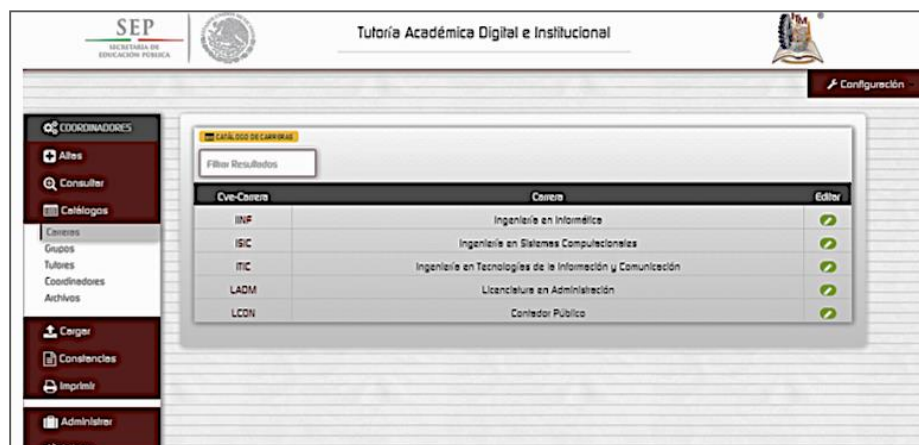 SEP
SECRETARÍA DE
EDUCACIÓN PÚBLICA
Tutoría Académica Digital e Institucional
Configuración
COORDINADORES
Altas
Consultar
Catálogos
Carreras
Grupos
Tutores
Coordinadores
Archivos
Cargar
Constancias
Imprimir
Administrar
CATÁLOGO DE CARRERAS
Filtrar Resultados
Cve-Carrera Carrera Editar
IINF Ingeniería en Informática
ISIC Ingeniería en Sistemas Computacionales
ITIC Ingeniería en Tecnologías de la Información y Comunicación
LADM Licenciatura en Administración
LCON Contador Público